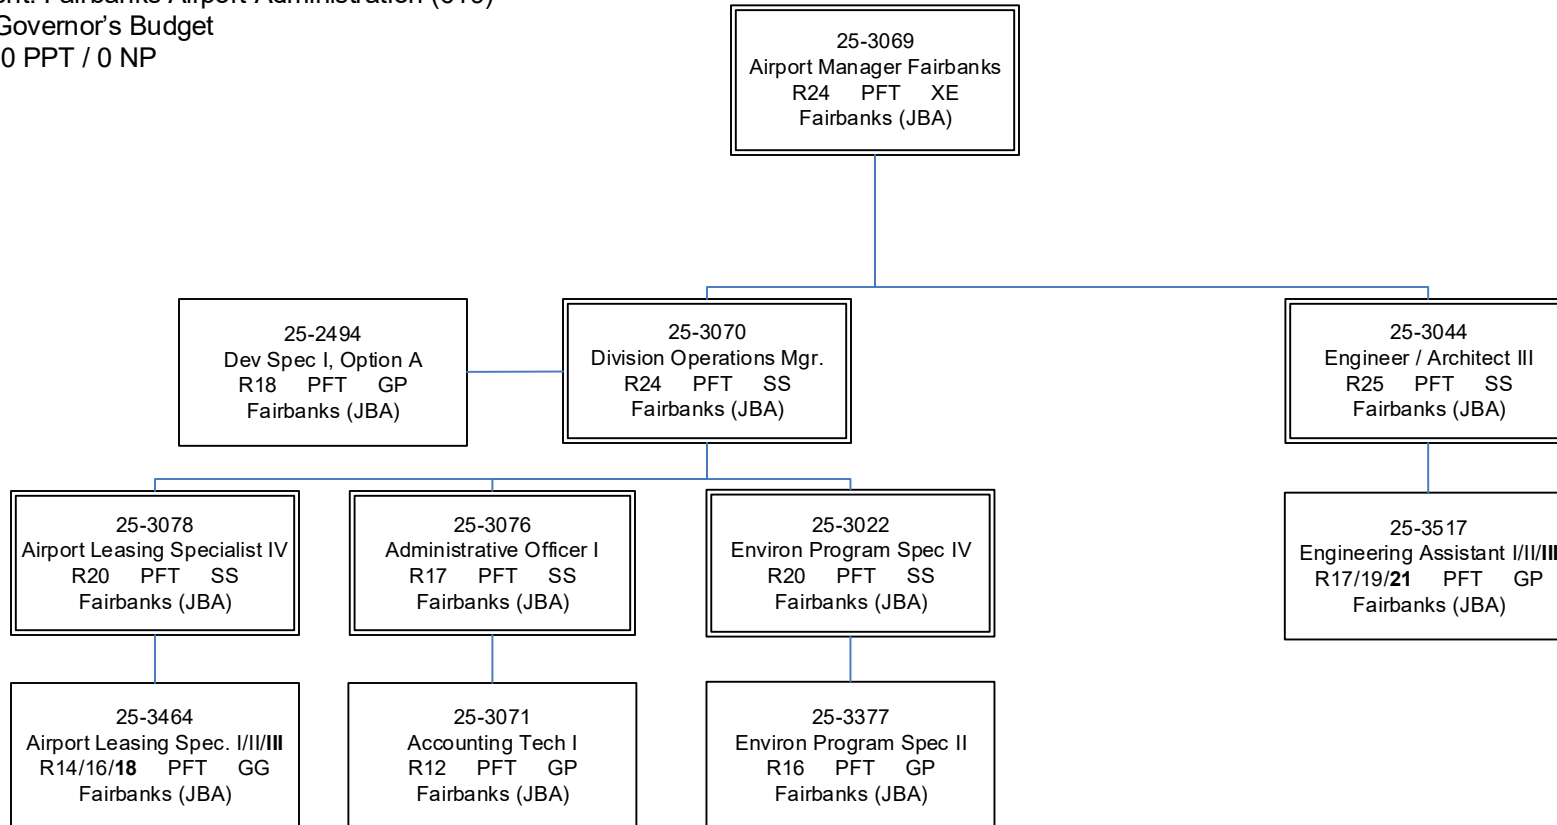 Fairbanks Airport Administration
Governor’s Budget
0 PPT / 0 NP
25-3069
Airport Manager Fairbanks
R24 PFT XE
Fairbanks (JBA)
25-2494
Dev Spec I, Option A
R18 PFT GP
Fairbanks (JBA)
25-3070
Division Operations Mgr.
R24 PFT SS
Fairbanks (JBA)
25-3044
Engineer / Architect III
R25 PFT SS
Fairbanks (JBA)
25-3078
Airport Leasing Specialist IV
R20 PFT SS
Fairbanks (JBA)
25-3076
Administrative Officer I
R17 PFT SS
Fairbanks (JBA)
25-3022
Environ Program Spec IV
R20 PFT SS
Fairbanks (JBA)
25-3517
Engineering Assistant I/II/III
R17/19/21 PFT GP
Fairbanks (JBA)
25-3464
Airport Leasing Spec. I/II/III
R14/16/18 PFT GG
Fairbanks (JBA)
25-3071
Accounting Tech I
R12 PFT GP
Fairbanks (JBA)
25-3377
Environ Program Spec II
R16 PFT GP
Fairbanks (JBA)